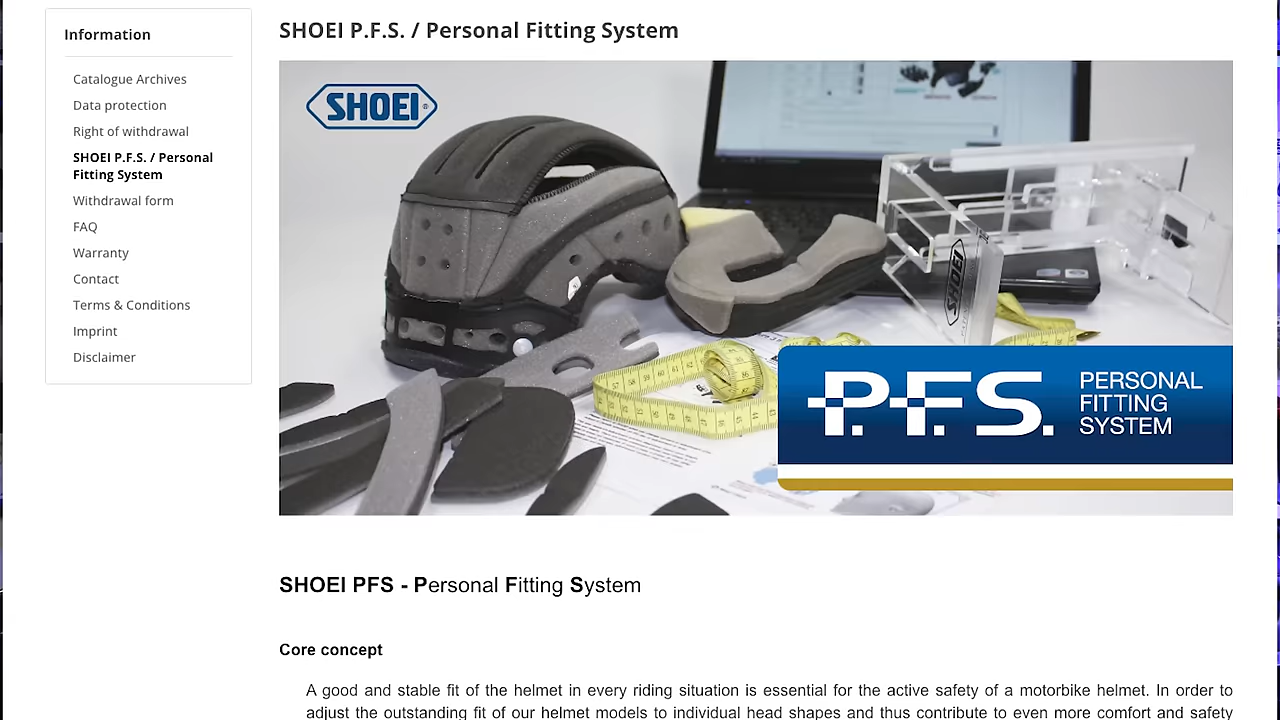 Information
Catalogue Archives
Data protection
Right of withdrawal
SHOEI P.F.S. / Personal
Fitting System
Withdrawal form
FAQ
Warranty
Contact
Terms & Conditions
Imprint
Disclaimer
SHOEI P.F.S. / Personal Fitting System
SHOEI
SHOEI
P.F.S.
PERSONAL
FITTING
SYSTEM
SHOEI PFS - Personal Fitting System
Core concept
A good and stable fit of the helmet in every riding situation is essential for the active safety of a motorbike helmet. In order to
adjust the outstanding fit of our helmet models to individual head shapes and thus contribute to even more comfort and safety